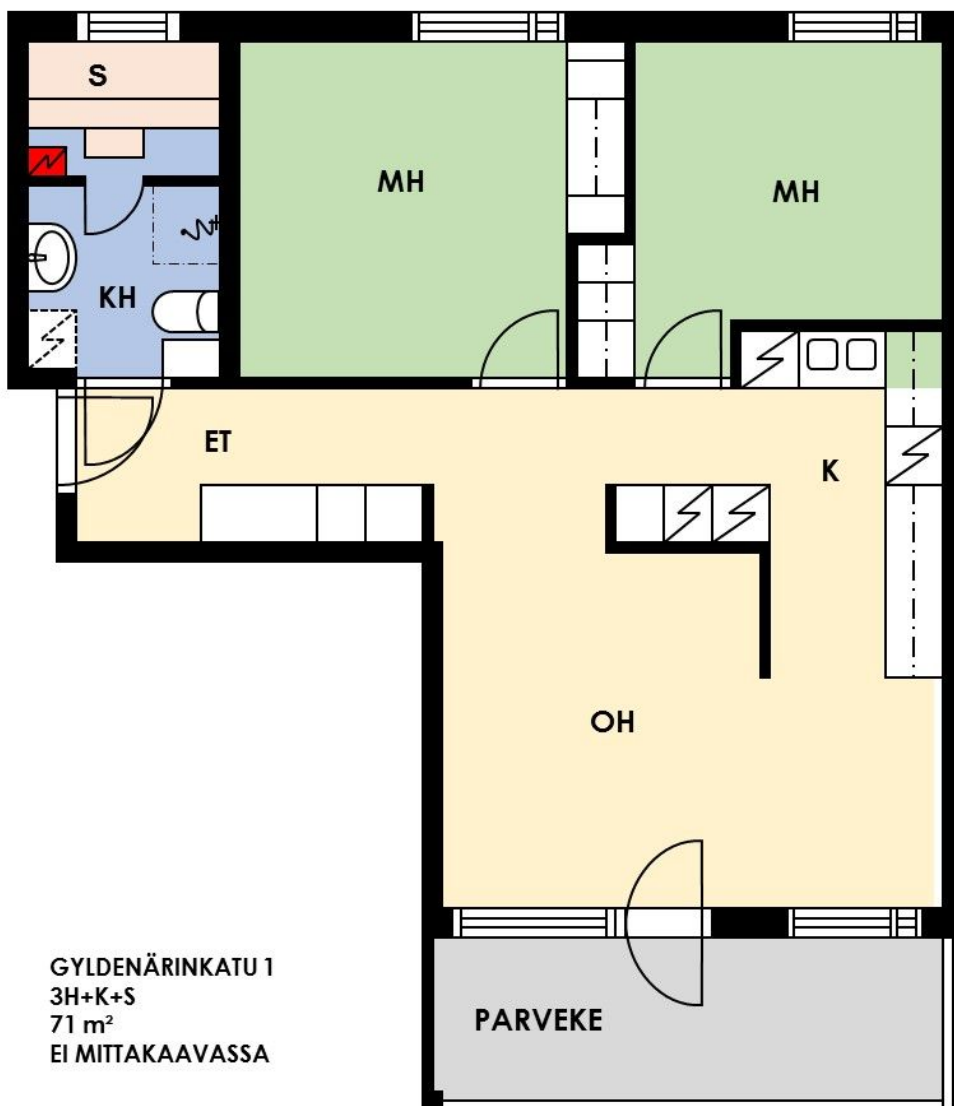 S
MH
MH
KH
ET
K
OH
PARVEKE
GYLDENÄRINKATU 1
3H+K+S
71 m²
EI MITTAKAAVASSA